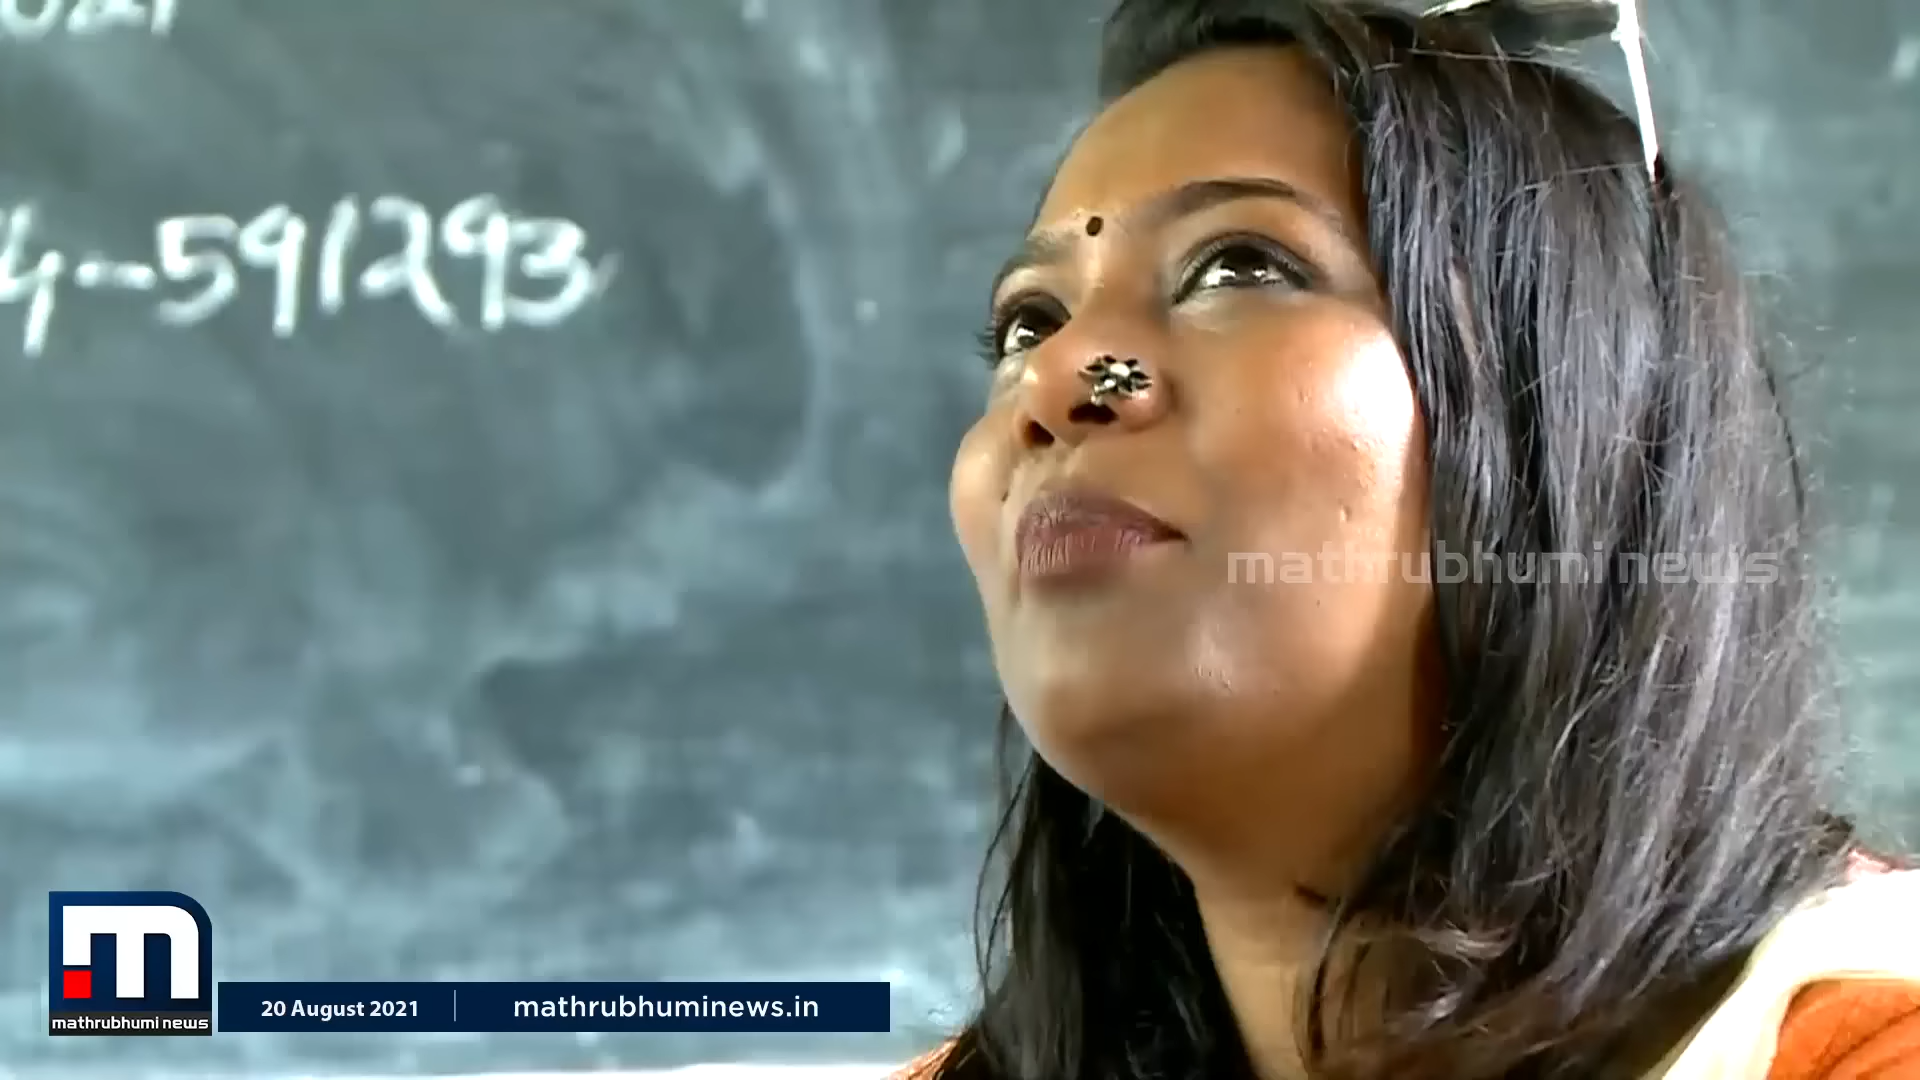 4-591293
mathrubhumi news
mathrubhumi news
20 August 2021
mathrubhuminews.in